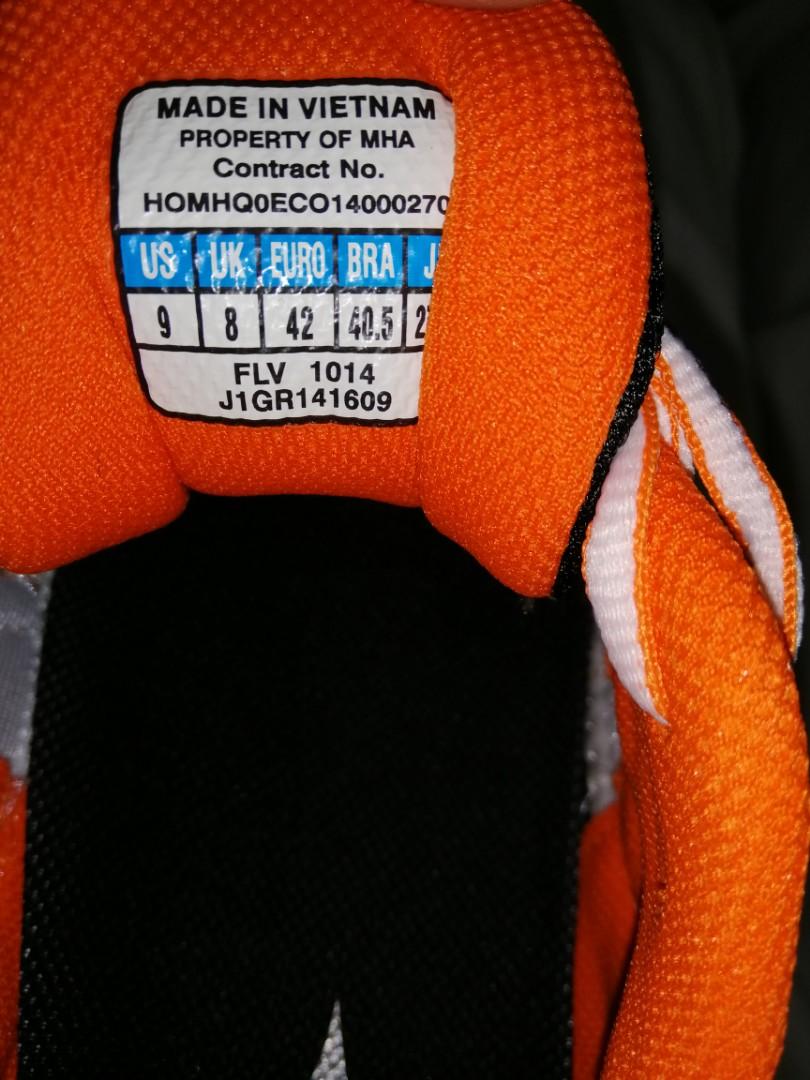 MADE IN VIETNAM
PROPERTY OF MHA
Contract No.
HOMHQ0ECO14000270
US UK EURO BRA J
9 8 42 40.5 2
FLV 1014
J1GR141609